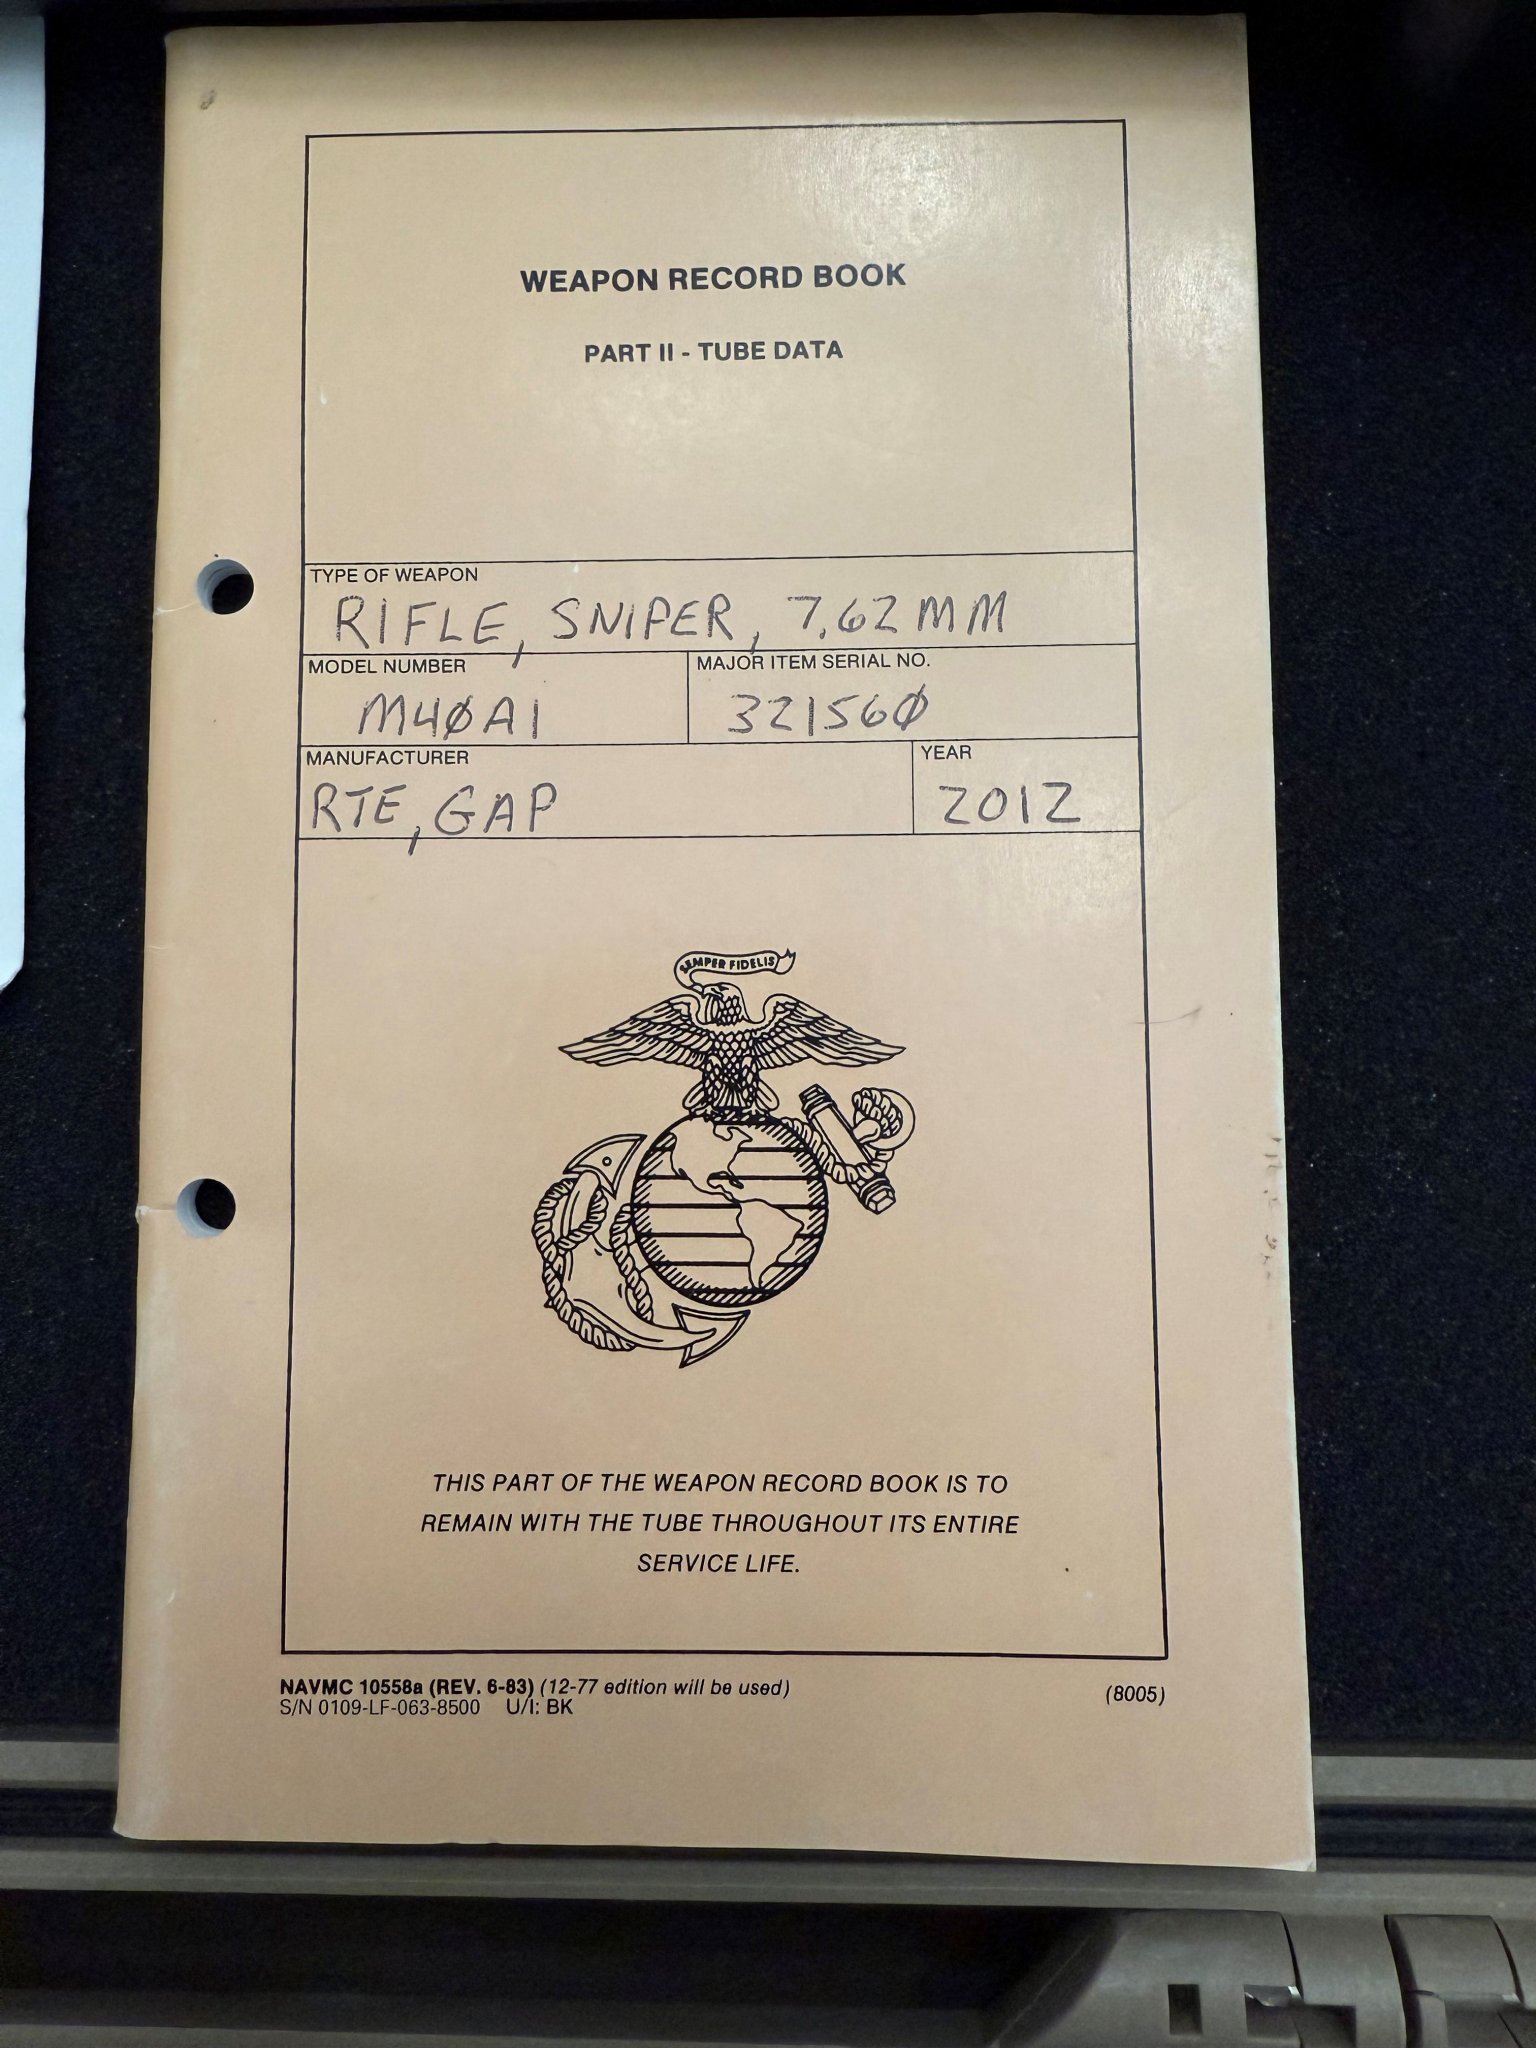 WEAPON RECORD BOOK
PART II - TUBE DATA
TYPE OF WEAPON
RIFLE, SNIPER, 7.62MM
MODEL NUMBER
M4ØA1
MAJOR ITEM SERIAL NO.
32156Ø
MANUFACTURER
RTE, GAP
YEAR
2012
SEMPER FIDELIS
THIS PART OF THE WEAPON RECORD BOOK IS TO
REMAIN WITH THE TUBE THROUGHOUT ITS ENTIRE
SERVICE LIFE.
NAVMC 10558a (REV. 6-83) (12-77 edition will be used)
S/N 0109-LF-063-8500 U/I: BK
(8005)